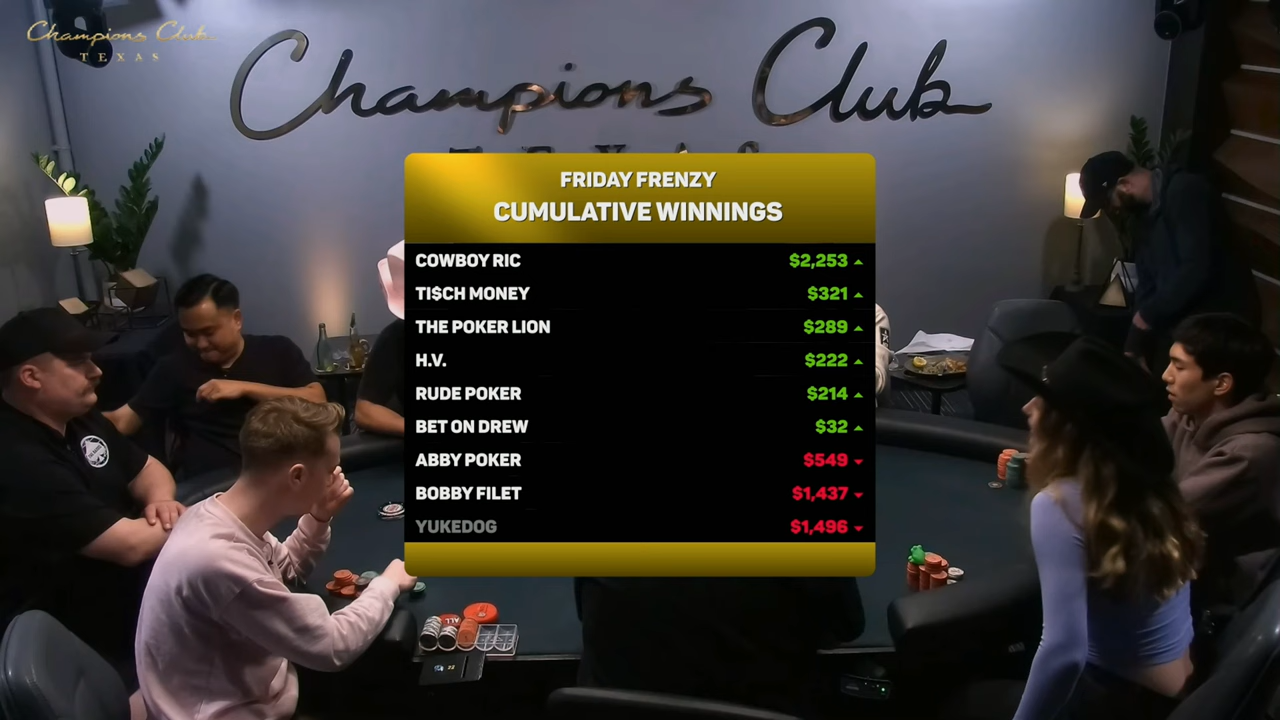 Champions Club
TEXAS
Champions Club
FRIDAY FRENZY
CUMULATIVE WINNINGS
COWBOY RIC $2,253
TI$CH MONEY $321
THE POKER LION $289
H.V. $222
RUDE POKER $214
BET ON DREW $32
ABBY POKER $549
BOBBY FILET $1,437
YUKEDOG $1,496
ALL